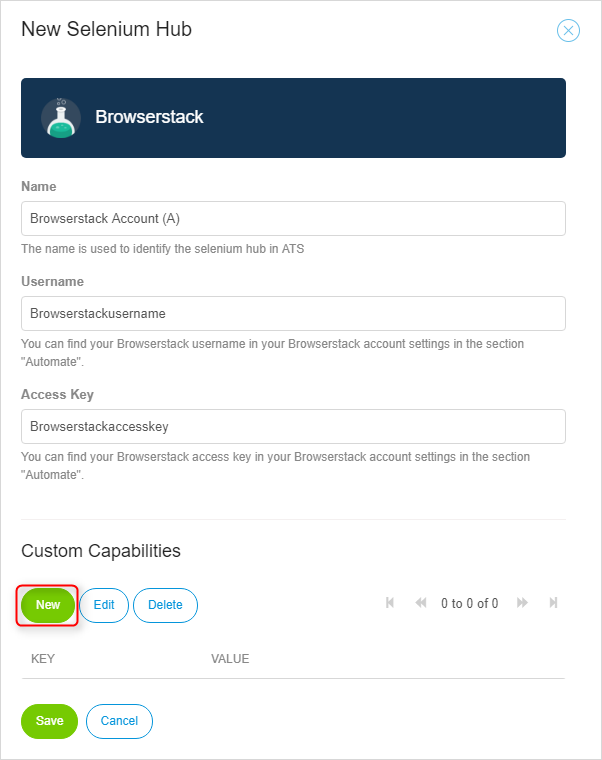 New Selenium Hub
Browserstack
Name
Browserstack Account (A)
The name is used to identify the selenium hub in ATS
Username
Browserstackusername
You can find your Browserstack username in your Browserstack account settings in the section
"Automate".
Access Key
Browserstackaccesskey
You can find your Browserstack access key in your Browserstack account settings in the section
"Automate".
Custom Capabilities
New Edit Delete 0 to 0 of 0
KEY VALUE
Save Cancel